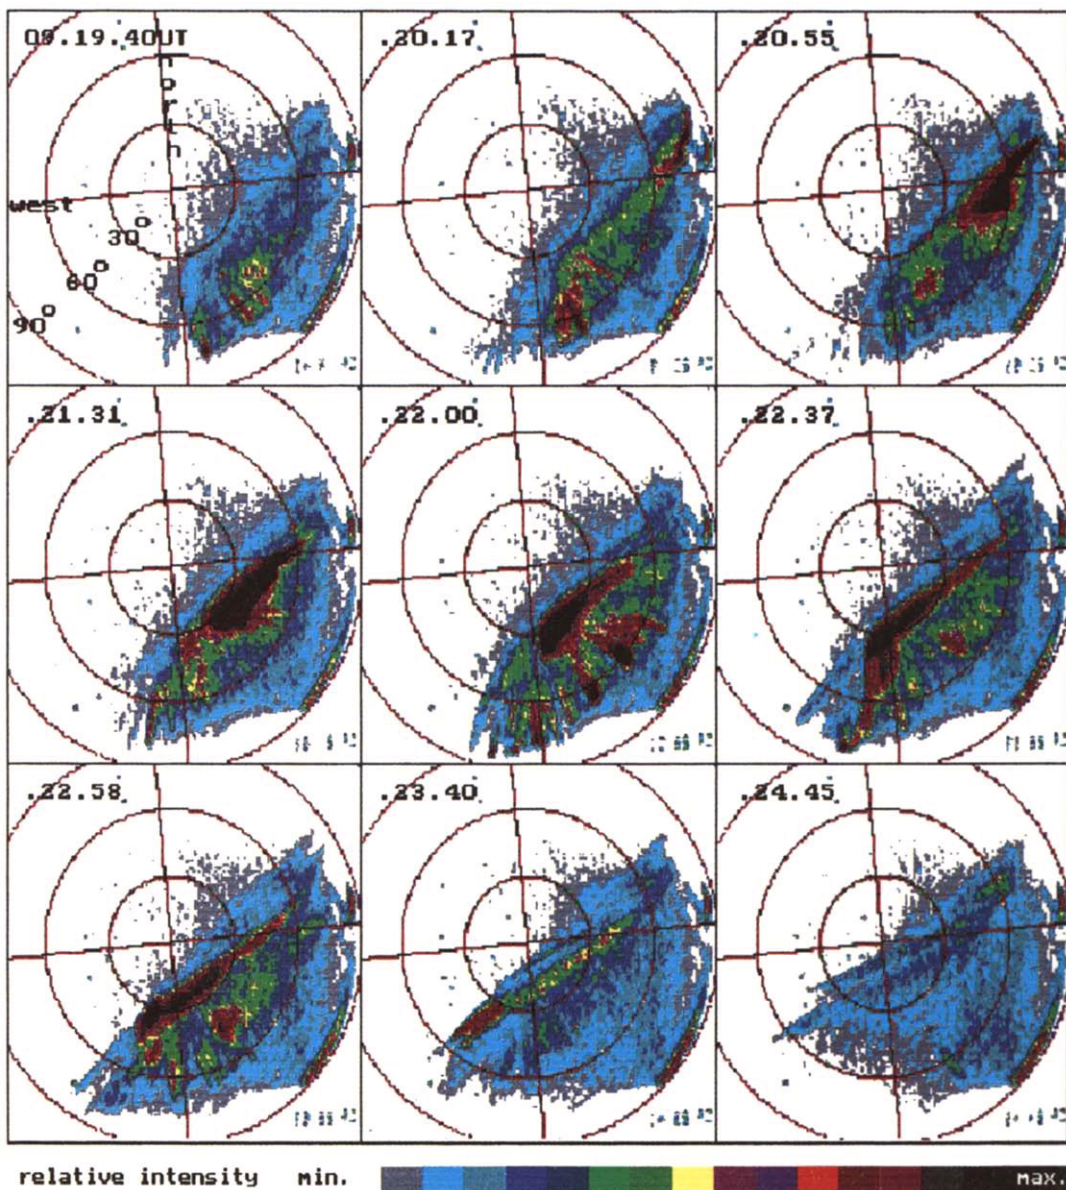 09.19.40UT
.20.17
.20.55
north
west
30°
60°
90°
.21.31
.22.00
.22.37
.22.58
.23.40
.24.45
relative intensity min. max.